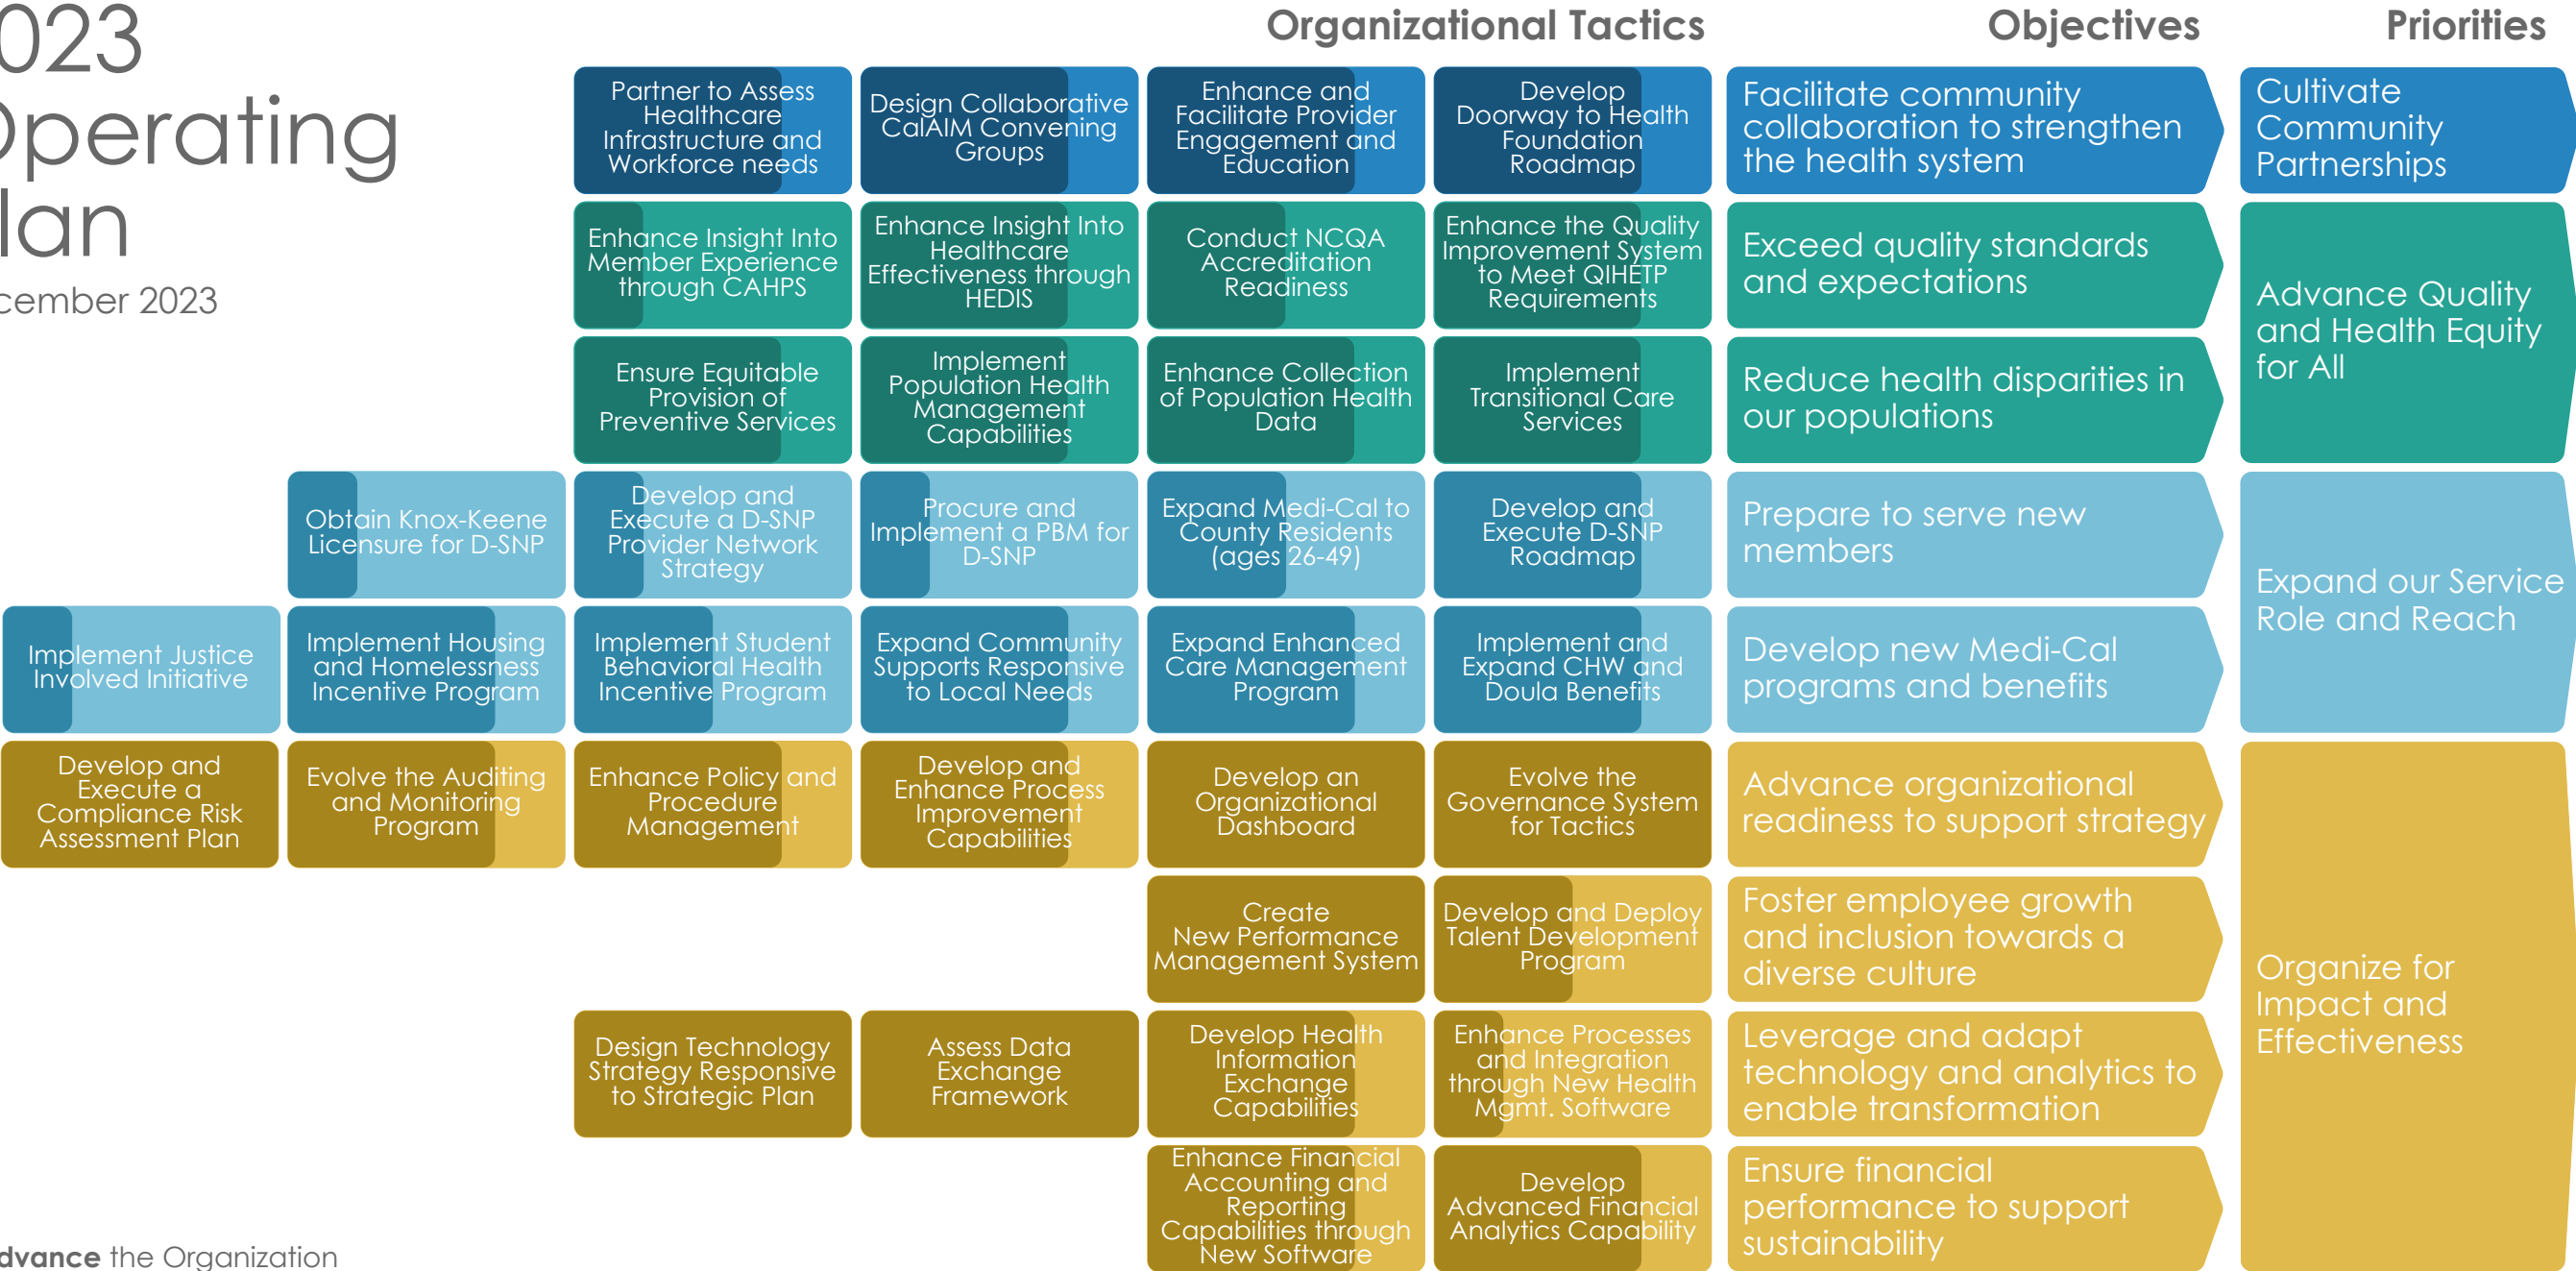 023
Operating
lan
cember 2023
Organizational Tactics
Objectives
Priorities
Partner to Assess
Healthcare
Infrastructure and
Workforce needs
Design Collaborative
CalAIM Convening
Groups
Enhance and
Facilitate Provider
Engagement and
Education
Develop
Doorway to Health
Foundation
Roadmap
Facilitate community
collaboration to strengthen
the health system
Cultivate
Community
Partnerships
Enhance Insight Into
Member Experience
through CAHPS
Enhance Insight Into
Healthcare
Effectiveness through
HEDIS
Conduct NCQA
Accreditation
Readiness
Enhance the Quality
Improvement System
to Meet QIHETP
Requirements
Exceed quality standards
and expectations
Advance Quality
and Health Equity
for All
Ensure Equitable
Provision of
Preventive Services
Implement
Population Health
Management
Capabilities
Enhance Collection
of Population Health
Data
Implement
Transitional Care
Services
Reduce health disparities in
our populations
Obtain Knox-Keene
Licensure for D-SNP
Develop and
Execute a D-SNP
Provider Network
Strategy
Procure and
Implement a PBM for
D-SNP
Expand Medi-Cal to
County Residents
(ages 26-49)
Develop and
Execute D-SNP
Roadmap
Prepare to serve new
members
Expand our Service
Role and Reach
Implement Justice
Involved Initiative
Implement Housing
and Homelessness
Incentive Program
Implement Student
Behavioral Health
Incentive Program
Expand Community
Supports Responsive
to Local Needs
Expand Enhanced
Care Management
Program
Implement and
Expand CHW and
Doula Benefits
Develop new Medi-Cal
programs and benefits
Develop and
Execute a
Compliance Risk
Assessment Plan
Evolve the Auditing
and Monitoring
Program
Enhance Policy and
Procedure
Management
Develop and
Enhance Process
Improvement
Capabilities
Develop an
Organizational
Dashboard
Evolve the
Governance System
for Tactics
Advance organizational
readiness to support strategy
Organize for
Impact and
Effectiveness
Create
New Performance
Management System
Develop and Deploy
Talent Development
Program
Foster employee growth
and inclusion towards a
diverse culture
Design Technology
Strategy Responsive
to Strategic Plan
Assess Data
Exchange
Framework
Develop Health
Information
Exchange
Capabilities
Enhance Processes
and Integration
through New Health
Mgmt. Software
Leverage and adapt
technology and analytics to
enable transformation
Enhance Financial
Accounting and
Reporting
Capabilities through
New Software
Develop
Advanced Financial
Analytics Capability
Ensure financial
performance to support
sustainability
dvance the Organization